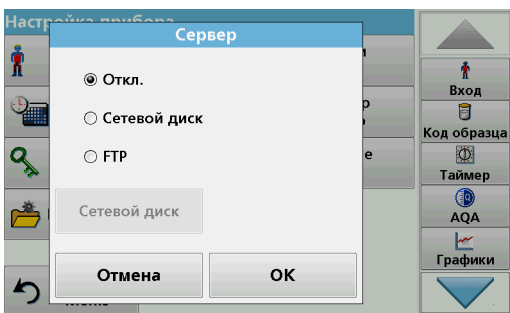 Настройка прибора
Сервер
Откл.
Сетевой диск
FTP
Сетевой диск
Отмена
OK
Вход
Код образца
Таймер
AQA
Графики